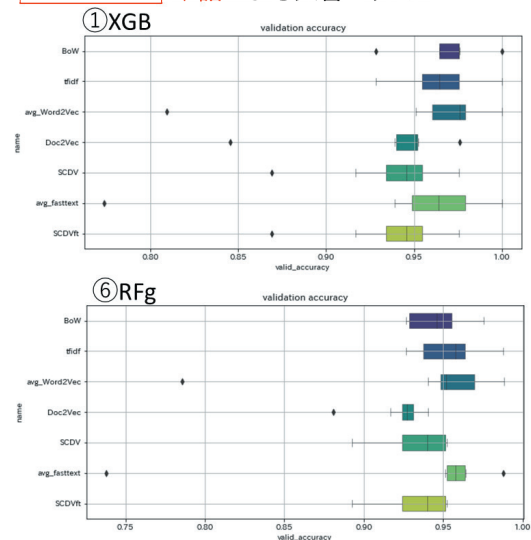 ①XGB
validation accuracy
BoW
tfidf
avg_Word2Vec
Doc2Vec
SCDV
avg_fasttext
SCDVft
name
0.80 0.85 0.90 0.95 1.00
valid_accuracy
⑥RFg
validation accuracy
BoW
tfidf
avg_Word2Vec
Doc2Vec
SCDV
avg_fasttext
SCDVft
name
0.75 0.80 0.85 0.90 0.95 1.00
valid_accuracy